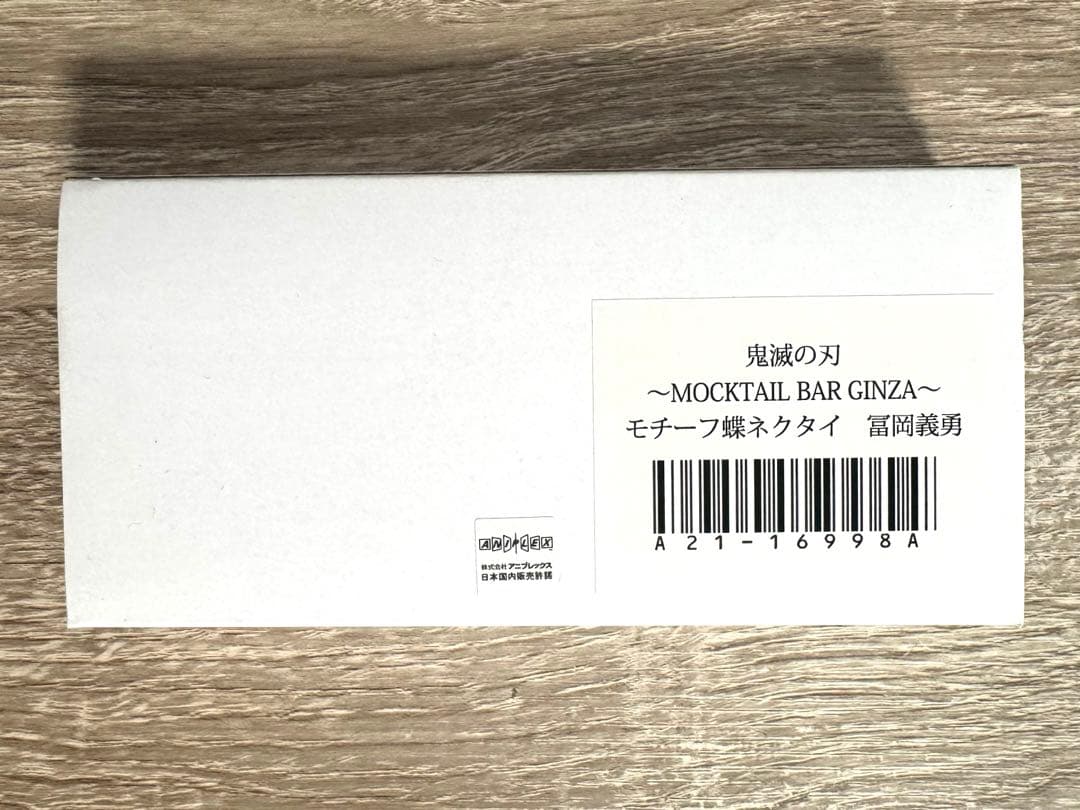 鬼滅の刃
～MOCKTAIL BAR GINZA～
モチーフ蝶ネクタイ　冨岡義勇
A21-16998A
ANIPLEX
株式会社アニプレックス
日本国内販売許諾